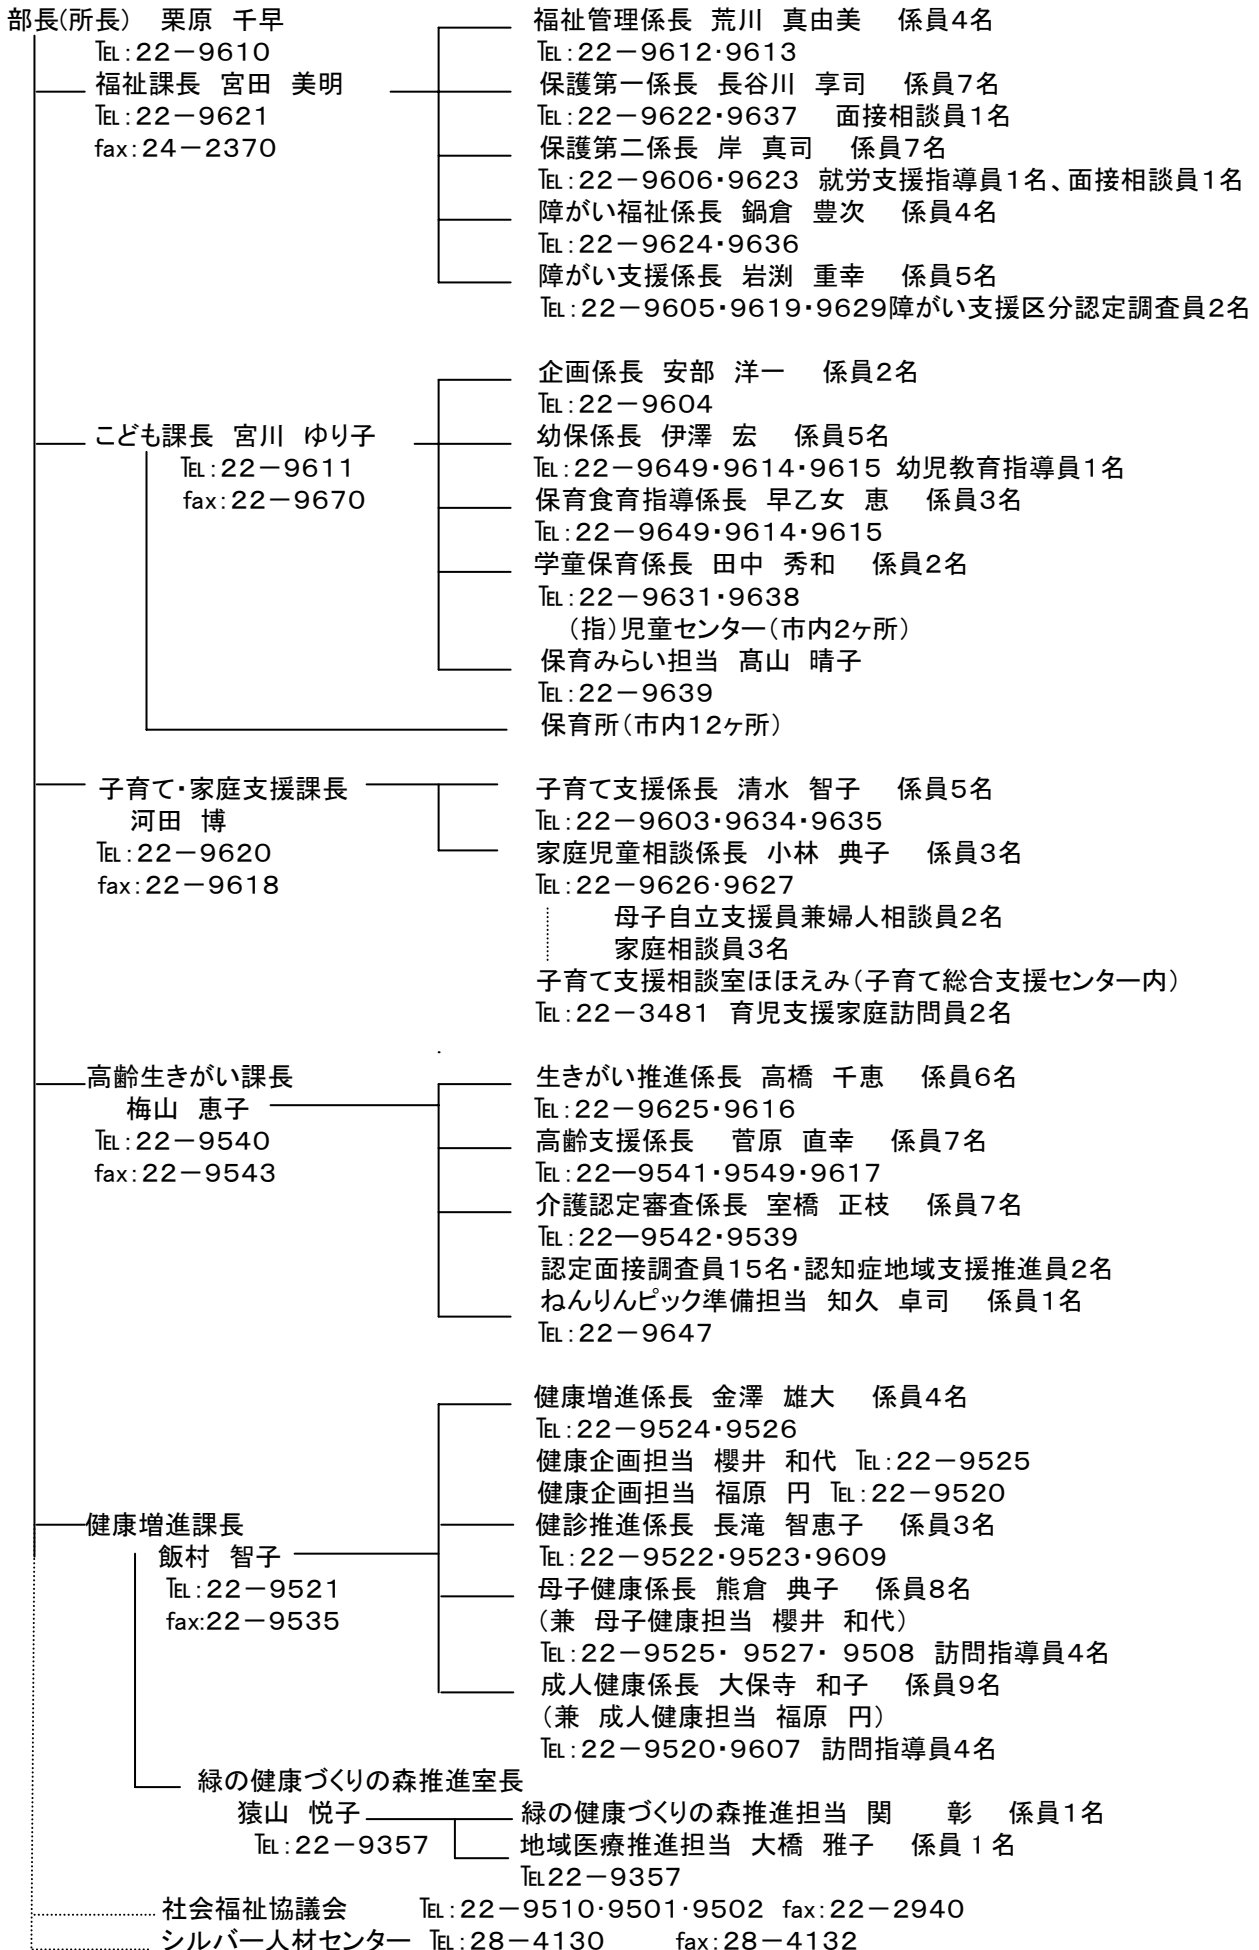 部長(所長)　栗原　千早
℡：22－9610
福祉課長　宮田　美明
℡：22－9621
fax：24－2370
福祉管理係長　荒川　真由美　係員4名
℡：22－9612・9613
保護第一係長　長谷川　享司　係員7名
℡：22－9622・9637　面接相談員1名
保護第二係長　岸　真司　係員7名
℡：22－9606・9623　就労支援指導員1名、面接相談員1名
障がい福祉係長　鍋倉　豊次　係員4名
℡：22－9624・9636
障がい支援係長　岩渕　重幸　係員5名
℡：22－9605・9619・9629障がい支援区分認定調査員2名
こども課長　宮川　ゆり子
℡：22－9611
fax：22－9670
企画係長　安部　洋一　係員2名
℡：22－9604
幼保係長　伊澤　宏　係員5名
℡：22－9649・9614・9615　幼児教育指導員1名
保育食育指導係長　早乙女　恵　係員3名
℡：22－9649・9614・9615
学童保育係長　田中　秀和　係員2名
℡：22－9631・9638
（指）児童センター（市内2ヶ所）
保育みらい担当　髙山　晴子
℡：22－9639
保育所（市内12ヶ所）
子育て・家庭支援課長
河田　博
℡：22－9620
fax：22－9618
子育て支援係長　清水　智子　係員5名
℡：22－9603・9634・9635
家庭児童相談係長　小林　典子　係員3名
℡：22－9626・9627
母子自立支援員兼婦人相談員2名
家庭相談員3名
子育て支援相談室ほほえみ（子育て総合支援センター内）
℡：22－3481　育児支援家庭訪問員2名
高齢生きがい課長
梅山　恵子
℡：22－9540
fax：22－9543
生きがい推進係長　高橋　千恵　係員6名
℡：22－9625・9616
高齢支援係長　菅原　直幸　係員7名
℡：22－9541・9549・9617
介護認定審査係長　室橋　正枝　係員7名
℡：22－9542・9539
認定面接調査員15名・認知症地域支援推進員2名
ねんりんピック準備担当　知久　卓司　係員1名
℡：22－9647
健康増進課長
飯村　智子
℡：22－9521
fax:22－9535
健康増進係長　金澤　雄大　係員4名
℡：22－9524・9526
健康企画担当　櫻井　和代　℡：22－9525
健康企画担当　福原　円　℡：22－9520
健診推進係長　長滝　智恵子　係員3名
℡：22－9522・9523・9609
母子健康係長　熊倉　典子　係員8名
（兼　母子健康担当　櫻井　和代）
℡：22－9525・ 9527・ 9508　訪問指導員4名
成人健康係長　大保寺　和子　係員9名
（兼　成人健康担当　福原　円）
℡：22－9520・9607　訪問指導員4名
緑の健康づくりの森推進室長
猿山　悦子
℡：22－9357
緑の健康づくりの森推進担当　関　彰　係員1名
地域医療推進担当　大橋　雅子　係員１名
℡22－9357
社会福祉協議会　℡：22－9510・9501・9502　fax：22－2940
シルバー人材センター　℡：28－4130　fax：28－4132